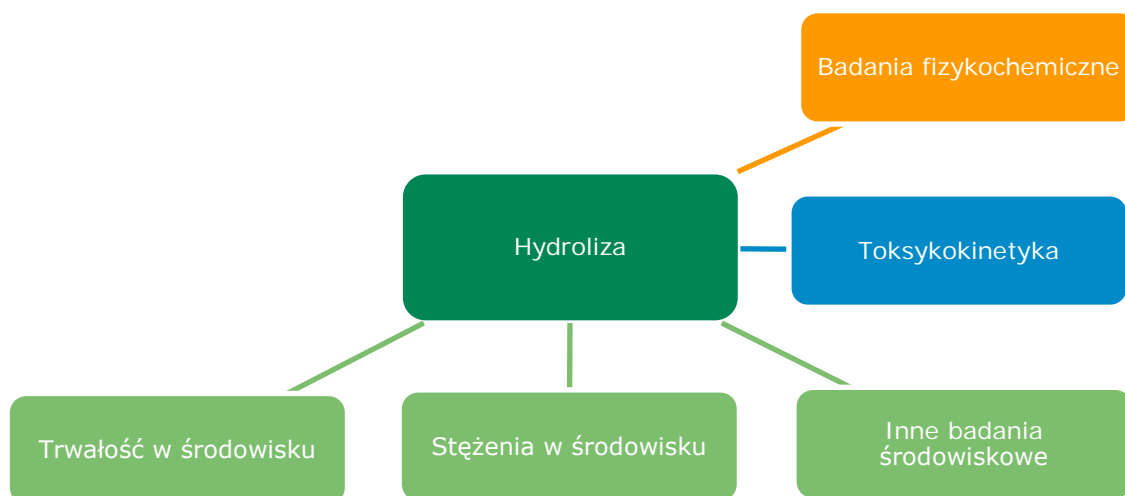 Badania fizykochemiczne
Hydroliza
Toksykokinetyka
Trwałość w środowisku
Stężenia w środowisku
Inne badania
środowiskowe